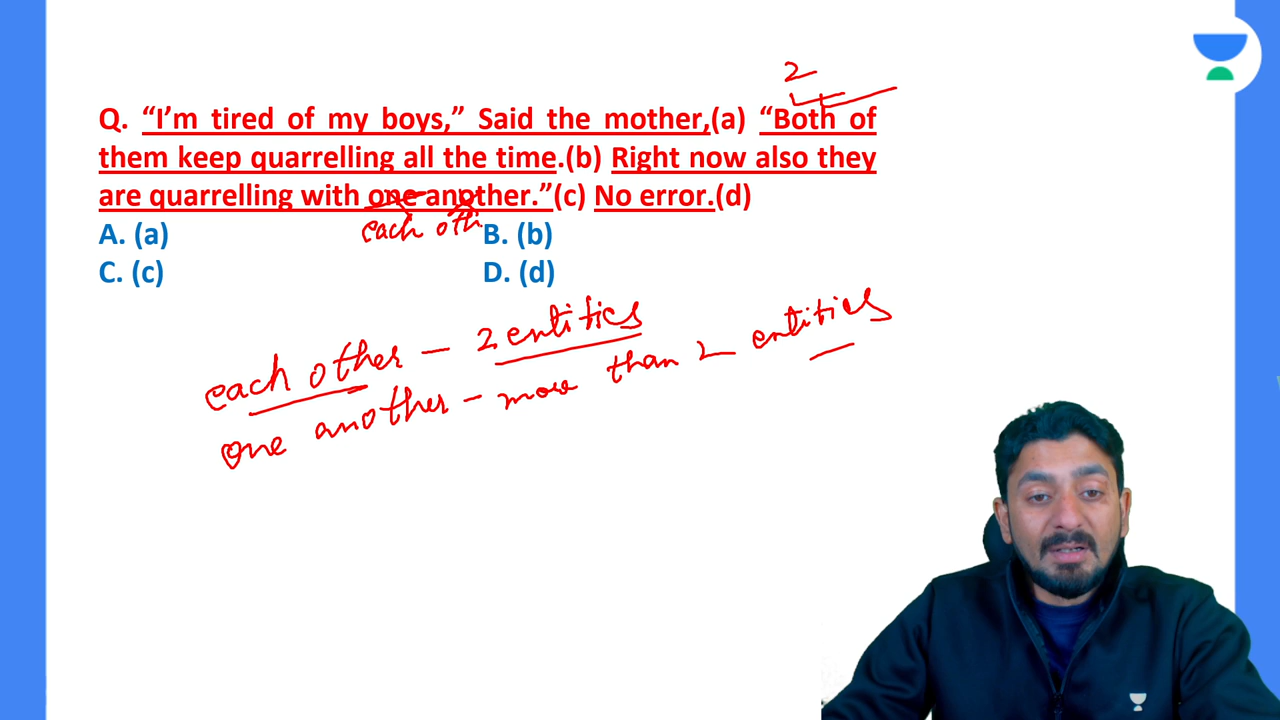 2
Q. “I’m tired of my boys,” Said the mother,(a) “Both of
them keep quarrelling all the time.(b) Right now also they
are quarrelling with one another.”(c) No error.(d)
each oth
A. (a) B. (b)
C. (c) D. (d)
each other – 2 entities
one another – more than 2 entities